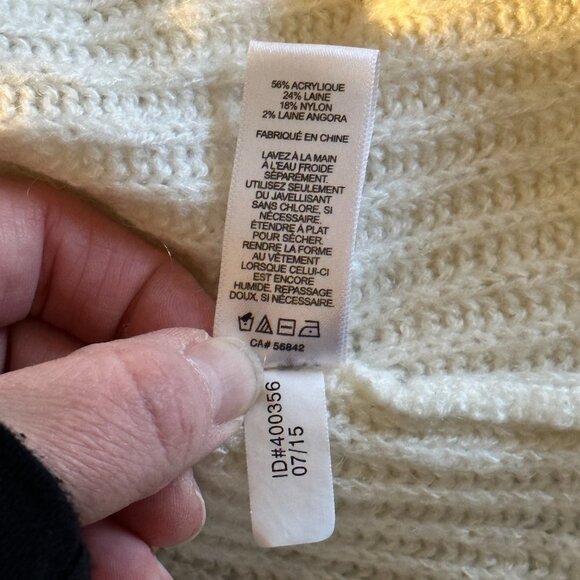 56% ACRYLIQUE
24% LAINE
18% NYLON
2% LAINE ANGORA
FABRIQUÉ EN CHINE
LAVEZ À LA MAIN
À L'EAU FROIDE
SÉPARÉMENT.
UTILISEZ SEULEMENT
DU JAVELLISANT
SANS CHLORE, SI
NÉCESSAIRE.
ÉTENDRE À PLAT
POUR SÉCHER.
RENDRE LA FORME
AU VÊTEMENT
LORSQUE CELUI-CI
EST ENCORE
HUMIDE. REPASSAGE
DOUX, SI NÉCESSAIRE.
CA# 56842
ID#400356
07/15